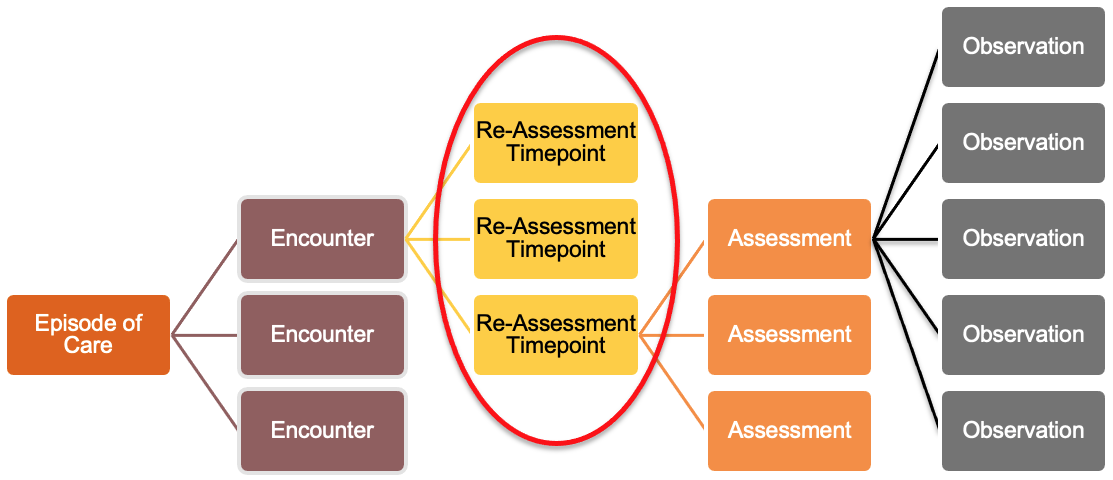 Episode of
Care
Encounter
Encounter
Encounter
Re-Assessment
Timepoint
Re-Assessment
Timepoint
Re-Assessment
Timepoint
Assessment
Assessment
Assessment
Observation
Observation
Observation
Observation
Observation